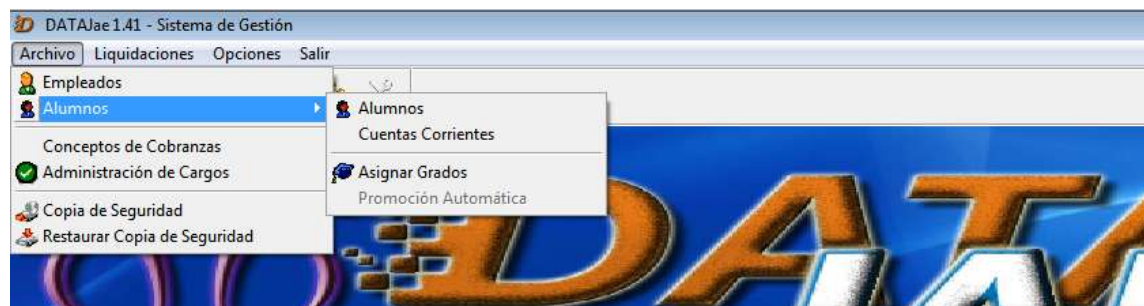 DATAJae 1.41 - Sistema de Gestión
Archivo Liquidaciones Opciones Salir
Empleados
Alumnos
Conceptos de Cobranzas
Administración de Cargos
Copia de Seguridad
Restaurar Copia de Seguridad
Alumnos
Cuentas Corrientes
Asignar Grados
Promoción Automática
DATA